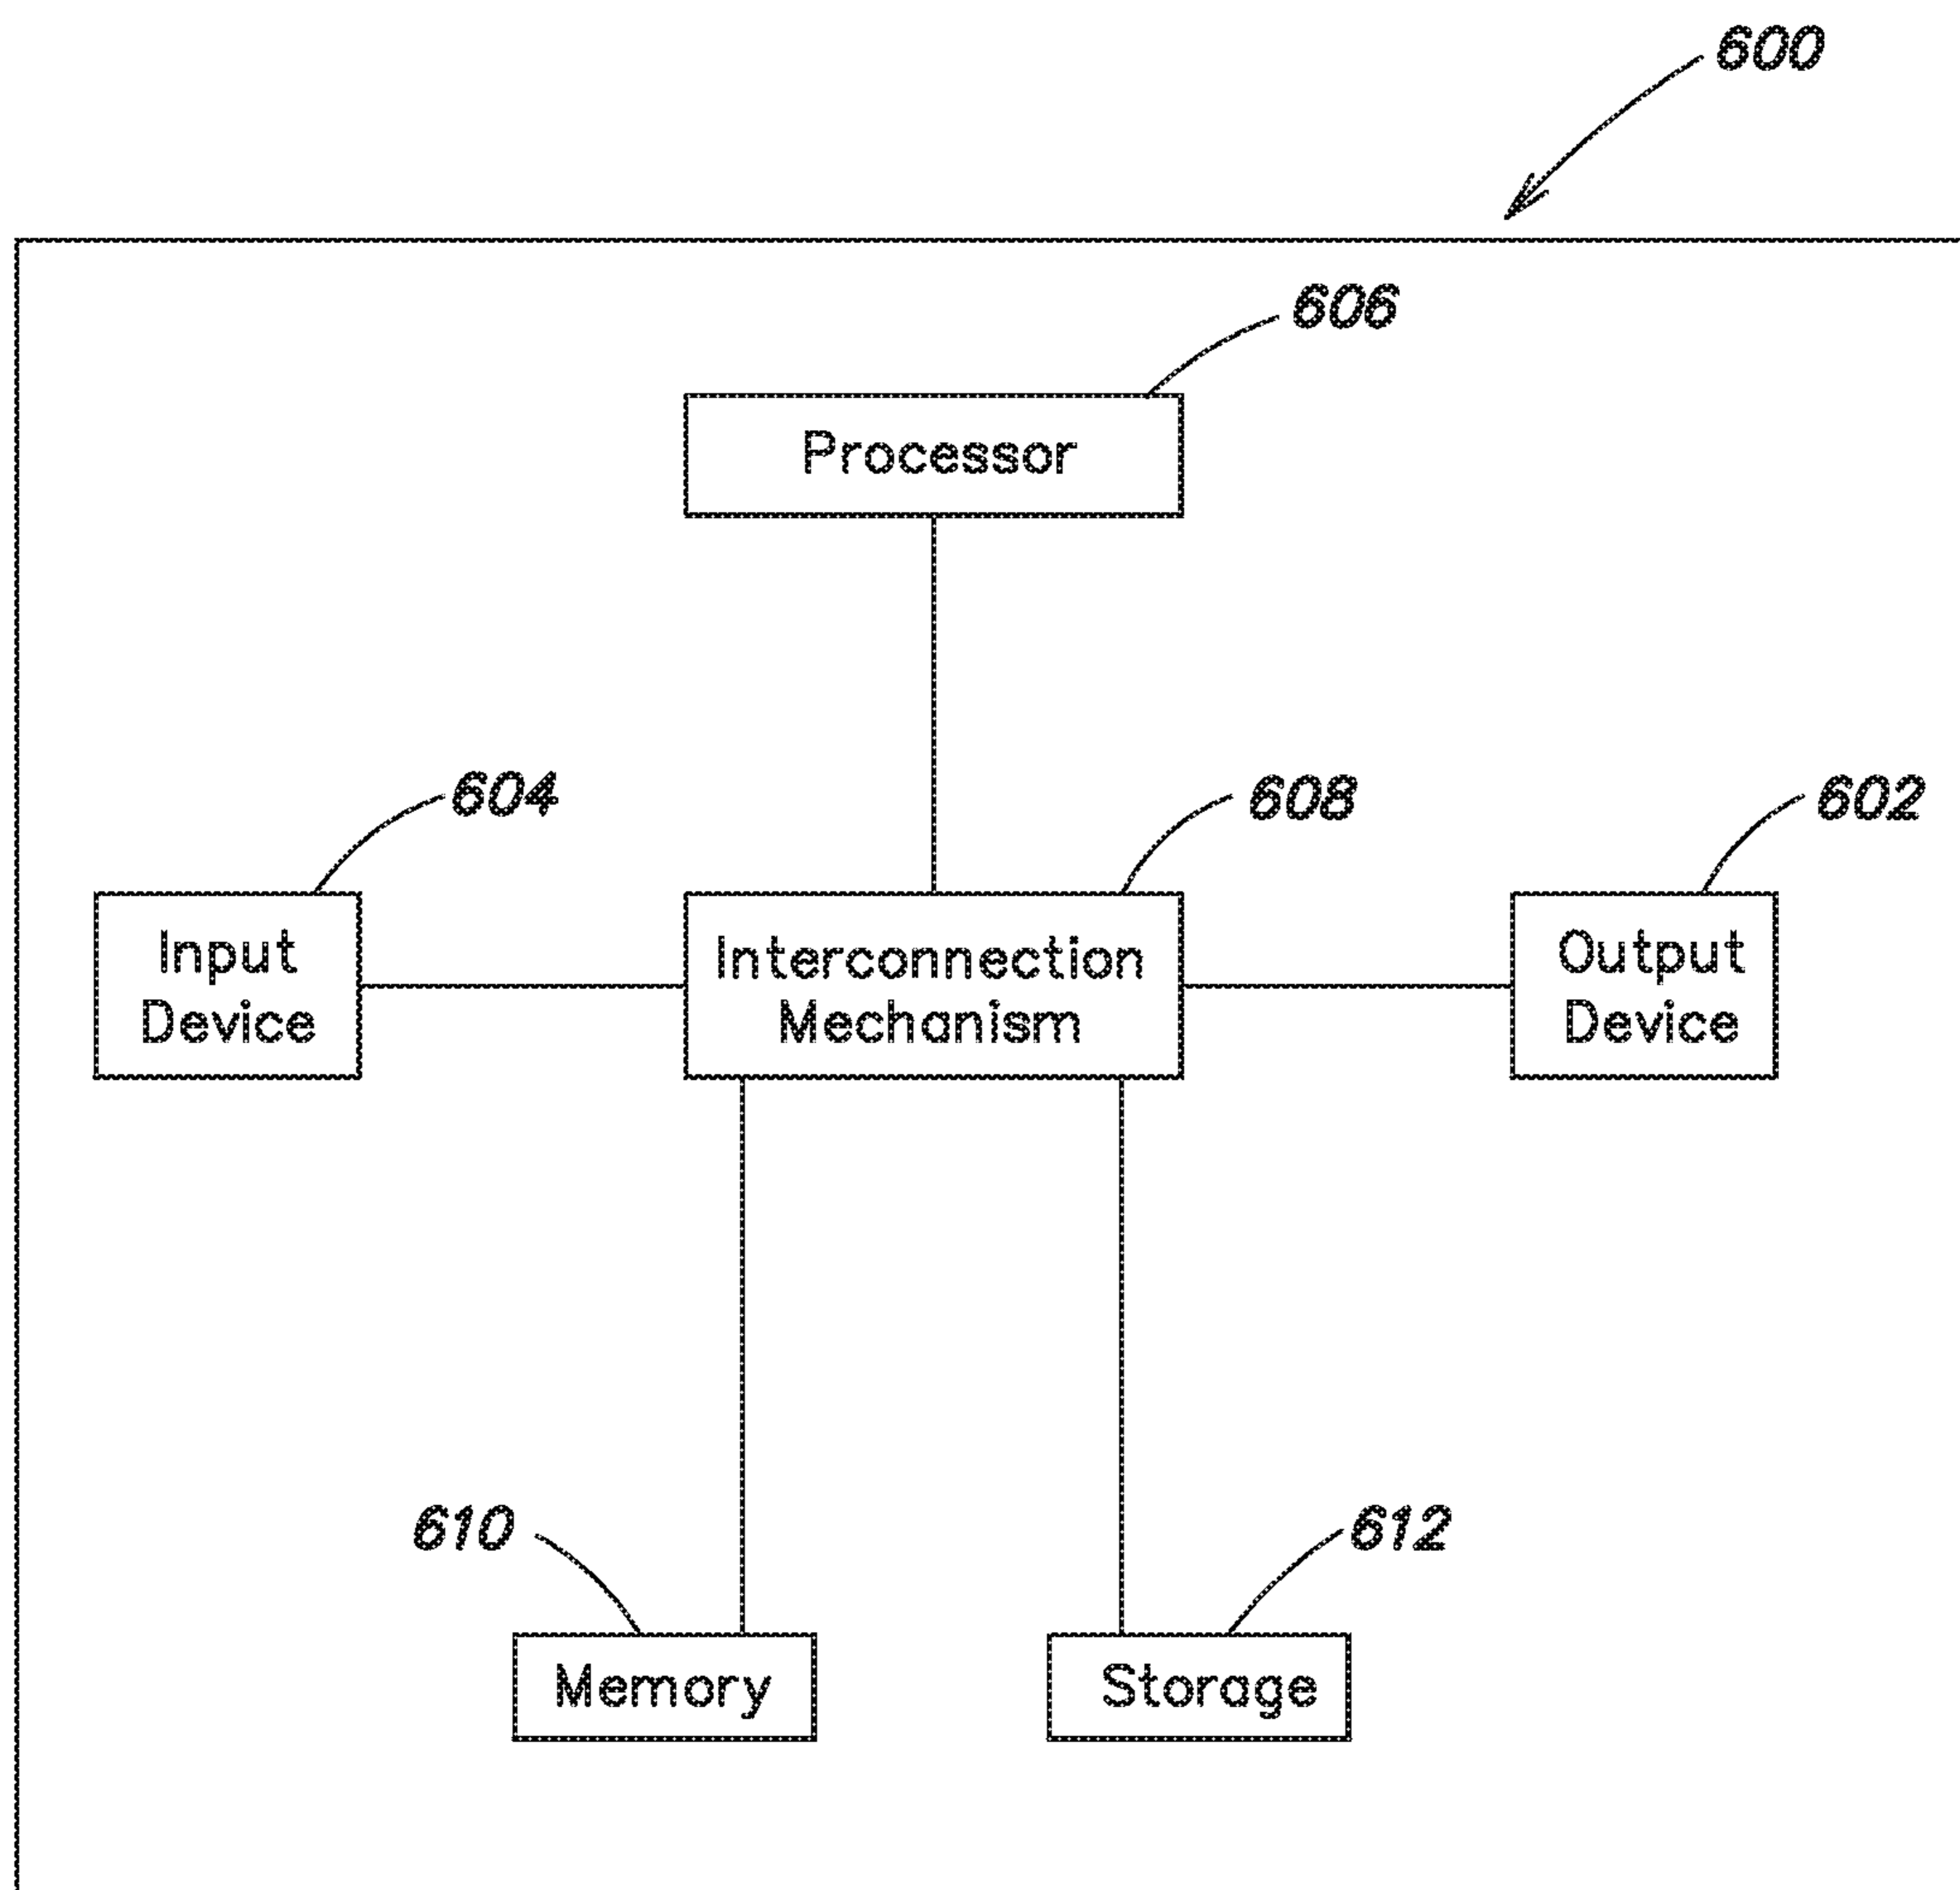 600
606
Processor
604
608
602
Input
Device
Interconnection
Mechanism
Output
Device
610
612
Memory
Storage